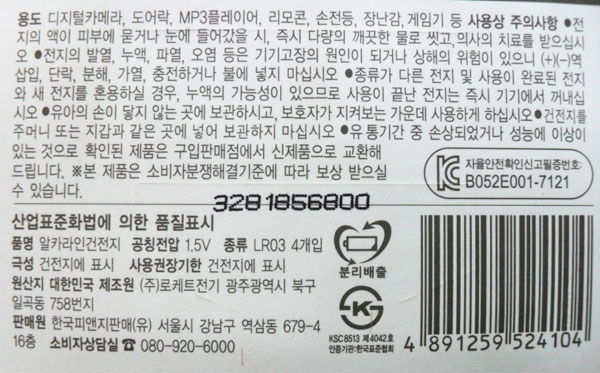 용도 디지털카메라, 도어락, MP3플레이어, 리모콘, 손전등, 장난감, 게임기 등 사용상 주의사항 ●전
지의 액이 피부에 묻거나 눈에 들어갔을 시, 즉시 다량의 깨끗한 물로 씻고,의사의 치료를 받으십시
오 ●전지의 발열, 누액, 파열, 오염 등은 기기고장의 원인이 되거나 상해의 위험이 있으니 (+)(-)역
삽입, 단락, 분해, 가열, 충전하거나 불에 넣지 마십시오 ●종류가 다른 전지 및 사용이 완료된 전지
와 새 전지를 혼용하실 경우, 누액의 가능성이 있으므로 사용이 끝난 전지는 즉시 기기에서 꺼내십
시오 ●유아의 손이 닿지 않는 곳에 보관하시고, 보호자가 지켜보는 가운데 사용하게 하십시오 ●건전지를
주머니 또는 지갑과 같은 곳에 넣어 보관하지 마십시오 ●유통기간 중 손상되었거나 성능에 이상이
있는 것으로 확인된 제품은 구입판매점에서 신제품으로 교환해
드립니다. ※본 제품은 소비자분쟁해결기준에 따라 보상 받으실
수 있습니다.
자율안전확인신고필증번호:
B052E001-7121
3281856800
산업표준화법에 의한 품질표시
품명 알카라인건전지 공칭전압 1.5V 종류 LR03 4개입
극성 건전지에 표시 사용권장기한 건전지에 표시
원산지 대한민국 제조원 (주)로케트전기 광주광역시 북구
일곡동 758번지
판매원 한국피앤지판매(유) 서울시 강남구 역삼동 679-4
16층 소비자상담실 ☎ 080-920-6000
분리배출
KSC 8513 제4042호
인증기관:한국표준협회
4 891259 524104